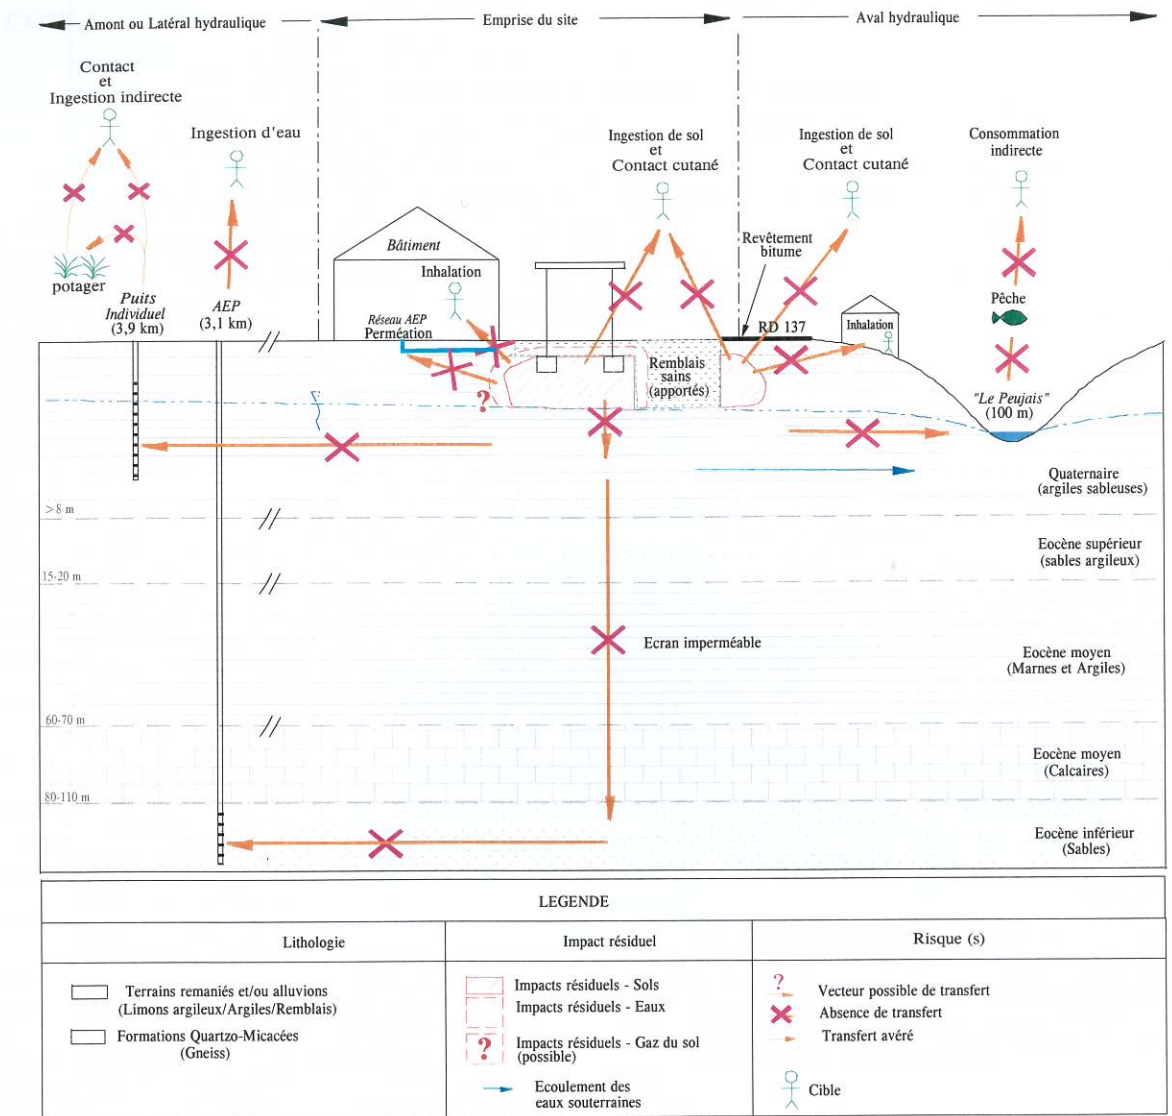 Amont ou Latéral hydraulique
Emprise du site
Aval hydraulique
Contact
et
Ingestion indirecte
Ingestion d'eau
Ingestion de sol
et
Contact cutané
Ingestion de sol
et
Contact cutané
Consommation
indirecte
Bâtiment
Revêtement
bitume
Inhalation
potager
Puits
Individuel
(3,9 km)
AEP
(3,1 km)
Réseau AEP
Perméation
RD 137
Inhalation
Pêche
Remblais
sains
(apportés)
?
"Le Peujais"
(100 m)
Quaternaire
(argiles sableuses)
>8 m
Eocène supérieur
(sables argileux)
15-20 m
Ecran imperméable
Eocène moyen
(Marnes et Argiles)
60-70 m
Eocène moyen
(Calcaires)
80-110 m
Eocène inférieur
(Sables)
LEGENDE
Lithologie
Impact résiduel
Risque (s)
Terrains remaniés et/ou alluvions
(Limons argileux/Argiles/Remblais)
Formations Quartzo-Micacées
(Gneiss)
Impacts résiduels - Sols
Impacts résiduels - Eaux
?
Impacts résiduels - Gaz du sol
(possible)
Ecoulement des
eaux souterraines
?
Vecteur possible de transfert
Absence de transfert
Transfert avéré
Cible